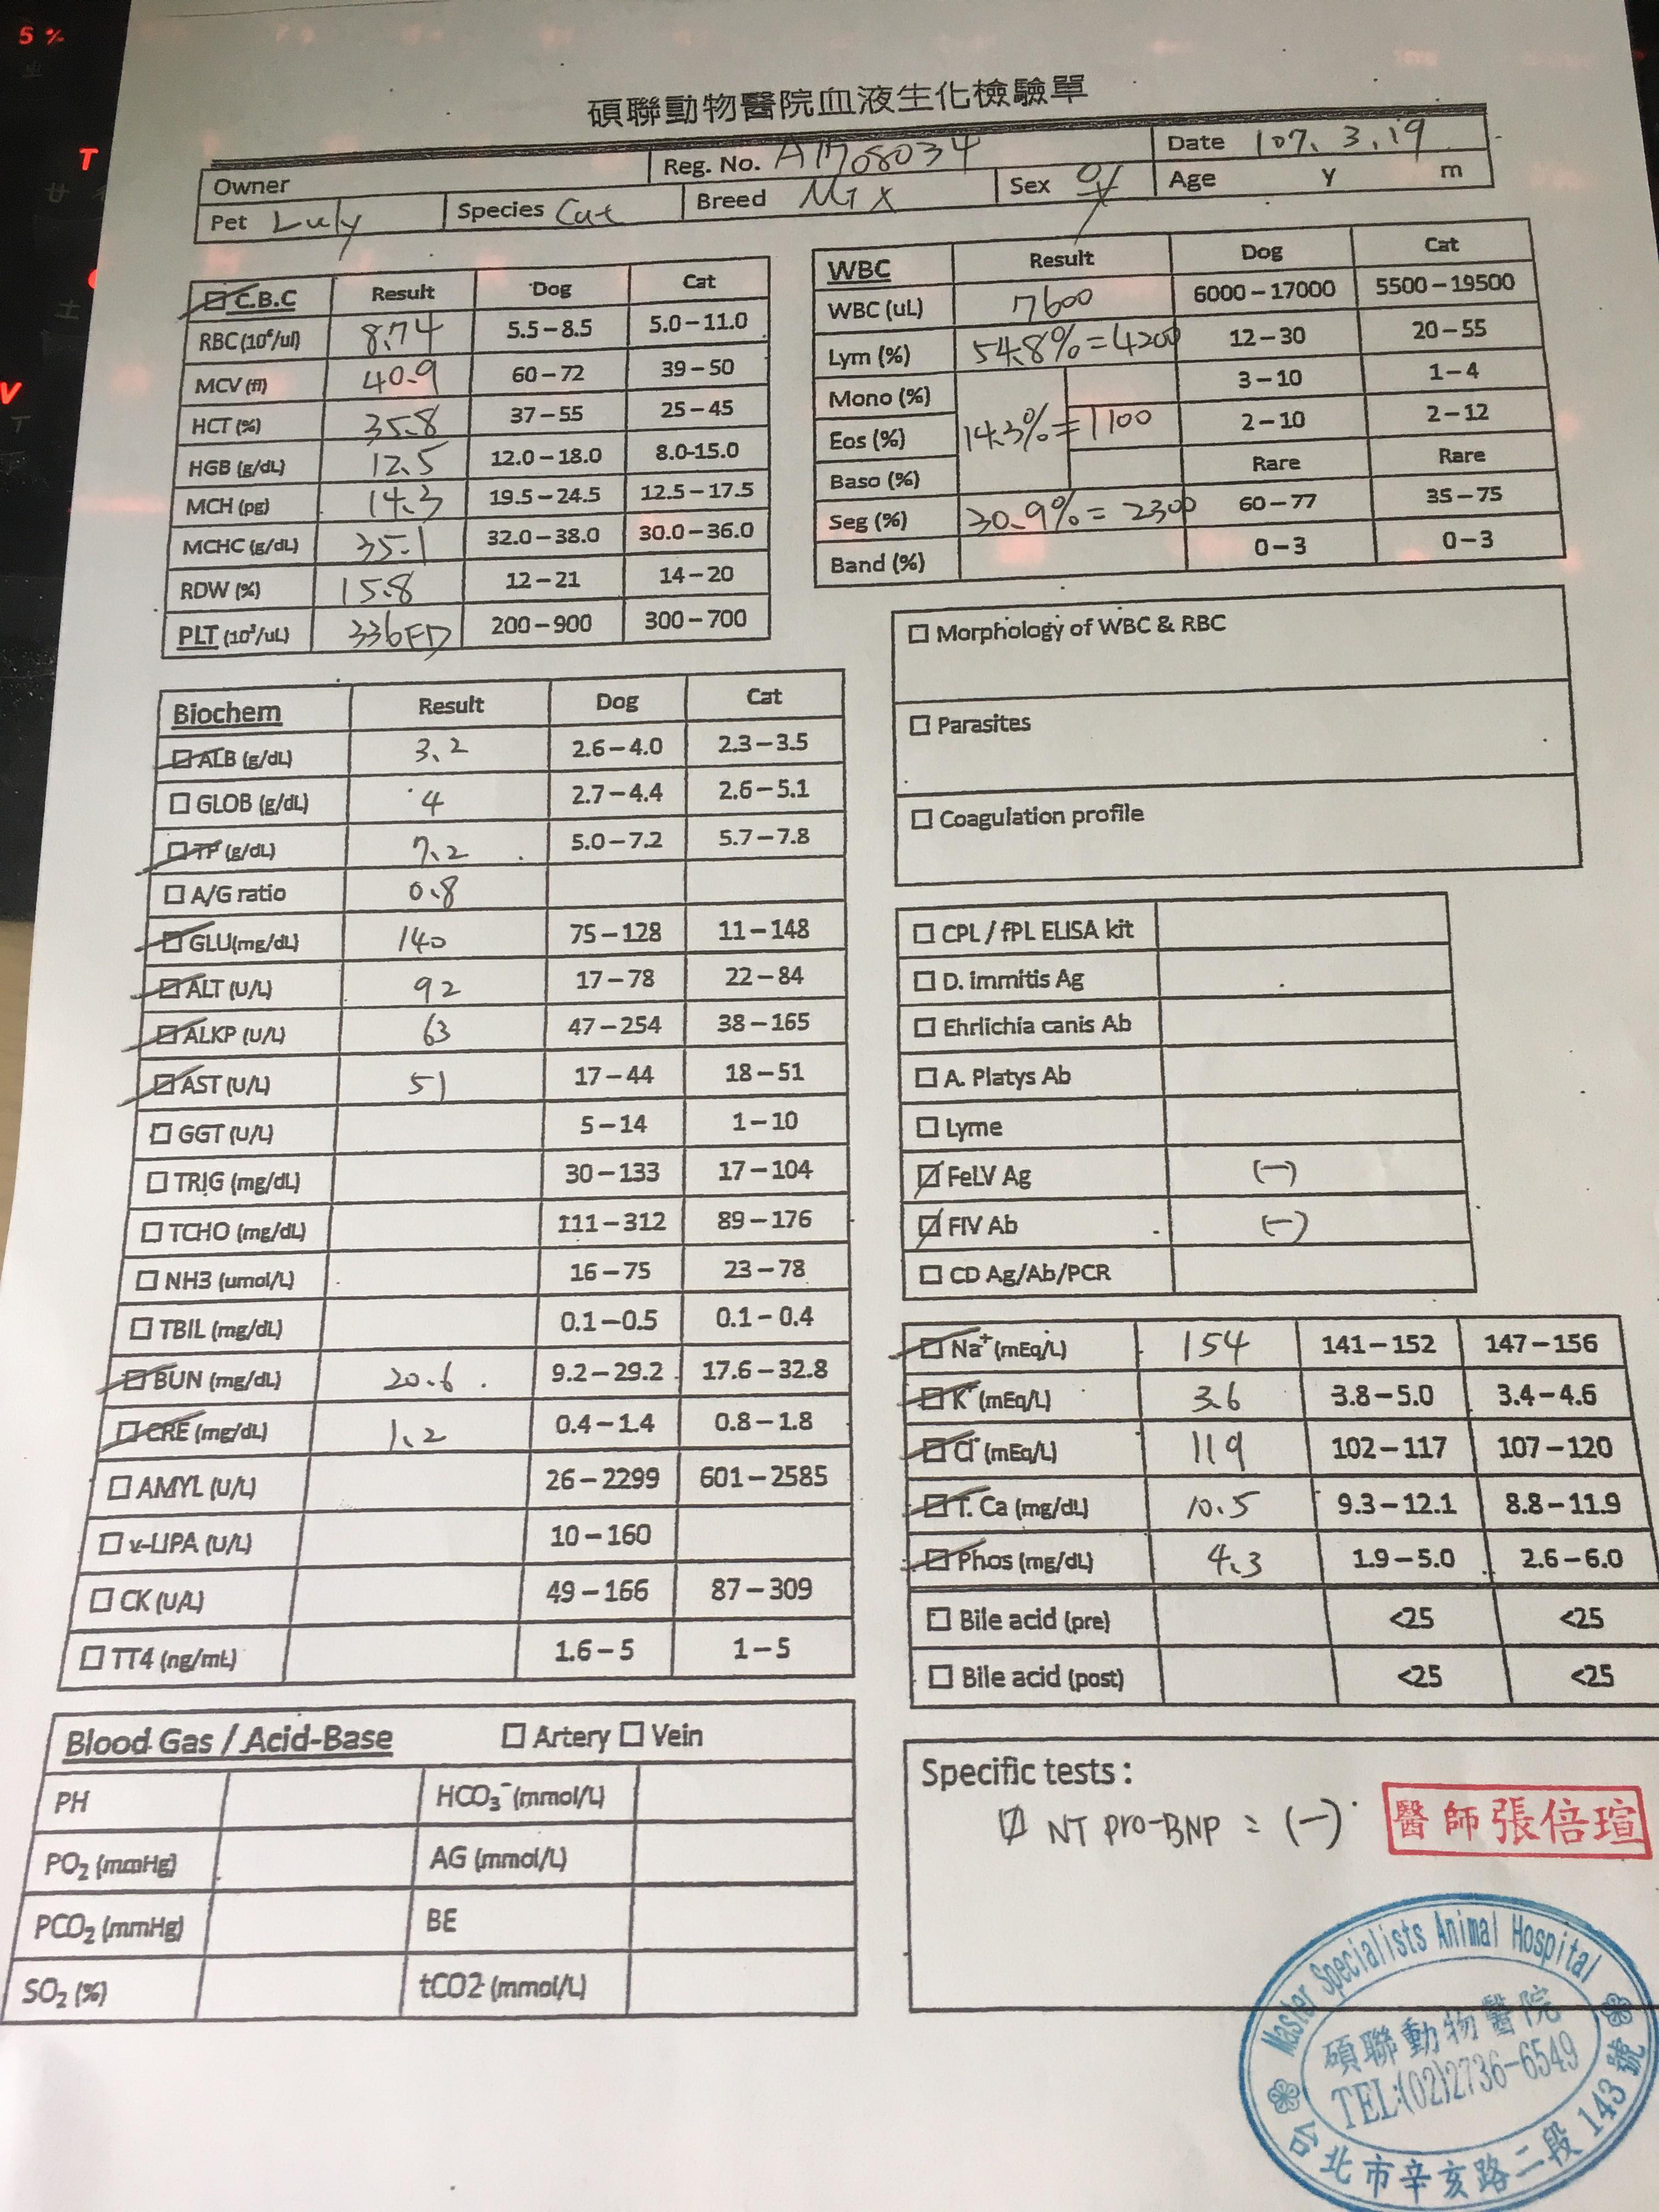 碩聯動物醫院血液生化檢驗單
Owner Reg. No. A1708034 Date 107.3.19
Pet Luly Species Cat Breed Mix Sex Age Y m
C.B.C Result Dog Cat
RBC (10⁶/ul) 8.74 5.5-8.5 5.0-11.0
MCV (fl) 40.9 60-72 39-50
HCT (%) 35.8 37-55 25-45
HGB (g/dL) 12.5 12.0-18.0 8.0-15.0
MCH (pg) 14.3 19.5-24.5 12.5-17.5
MCHC (g/dL) 35.1 32.0-38.0 30.0-36.0
RDW (%) 15.8 12-21 14-20
PLT (10³/uL) 336 200-900 300-700
WBC Result Dog Cat
WBC (uL) 7600 6000-17000 5500-19500
Lym (%) 54.8%=4200 12-30 20-55
Mono (%) 3-10 1-4
Eos (%) 14.3%=1100 2-10 2-12
Baso (%) Rare Rare
Seg (%) 30.9%=2300 60-77 35-75
Band (%) 0-3 0-3
Morphology of WBC & RBC
Parasites
Coagulation profile
Biochem Result Dog Cat
ALB (g/dL) 3.2 2.6-4.0 2.3-3.5
GLOB (g/dL) 4 2.7-4.4 2.6-5.1
TP (g/dL) 7.2 5.0-7.2 5.7-7.8
A/G ratio 0.8
GLU(mg/dL) 140 75-128 11-148
ALT (U/L) 92 17-78 22-84
ALKP (U/L) 63 47-254 38-165
AST (U/L) 51 17-44 18-51
GGT (U/L) 5-14 1-10
TRIG (mg/dL) 30-133 17-104
TCHO (mg/dL) 111-312 89-176
NH3 (umol/L) 16-75 23-78
TBIL (mg/dL) 0.1-0.5 0.1-0.4
BUN (mg/dL) 20.6 9.2-29.2 17.6-32.8
CRE (mg/dL) 1.2 0.4-1.4 0.8-1.8
AMYL (U/L) 26-2299 601-2585
v-LIPA (U/L) 10-160
CK (U/L) 49-166 87-309
TT4 (ng/mL) 1.6-5 1-5
CPL / fPL ELISA kit
D. immitis Ag
Ehrlichia canis Ab
A. Platys Ab
Lyme
FeLV Ag (-)
FIV Ab (-)
CD Ag/Ab/PCR
Na⁺ (mEq/L) 154 141-152 147-156
K⁺ (mEq/L) 3.6 3.8-5.0 3.4-4.6
Cl⁻ (mEq/L) 119 102-117 107-120
T. Ca (mg/dL) 10.5 9.3-12.1 8.8-11.9
Phos (mg/dL) 4.3 1.9-5.0 2.6-6.0
Bile acid (pre) <25 <25
Bile acid (post) <25 <25
Blood Gas / Acid-Base Artery Vein
PH HCO₃⁻ (mmol/L)
PO₂ (mmHg) AG (mmol/L)
PCO₂ (mmHg) BE
SO₂ (%) tCO2 (mmol/L)
Specific tests:
NT pro-BNP = (-)
醫師張倍瑄
Master Specialists Animal Hospital
碩聯動物醫院
TEL:(02)2736-6549
台北市辛亥路二段143號